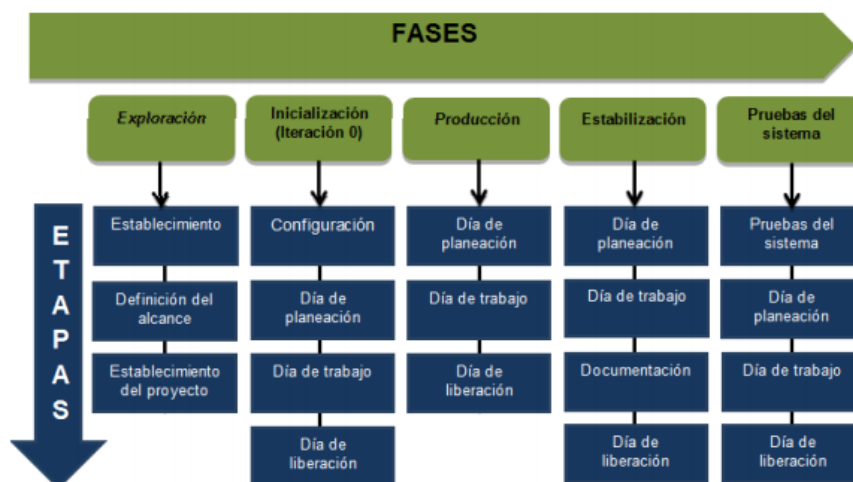 FASES
Exploración
Inicialización
(Iteración 0)
Producción
Estabilización
Pruebas del
sistema
ETAPAS
Establecimiento
Definición del
alcance
Establecimiento
del proyecto
Configuración
Día de
planeación
Día de trabajo
Día de
liberación
Día de
planeación
Día de trabajo
Día de
liberación
Día de
planeación
Día de trabajo
Documentación
Día de
liberación
Pruebas del
sistema
Día de
planeación
Día de trabajo
Día de
liberación